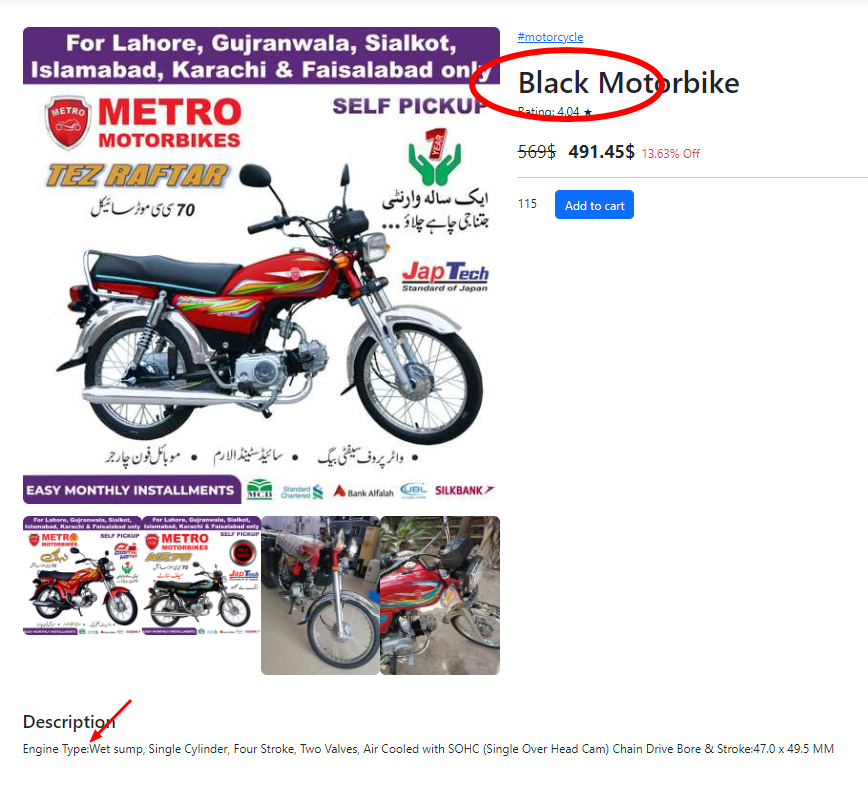 For Lahore, Gujranwala, Sialkot,
Islamabad, Karachi & Faisalabad only
METRO
METRO
MOTORBIKES
SELF PICKUP
1
YEAR
TEZ RAFTAR
70 سی سی موٹر سائیکل
ایک سالہ وارنٹی
جتنا جی چاہے چلاؤ ...
JapTech
Standard of Japan
واٹر پروف سیفٹی بیگ • سائیڈ سٹینڈ الارم • موبائل فون چارجر •
EASY MONTHLY INSTALLMENTS
MCB
Standard
Chartered
Bank Alfalah
UBL
SILKBANK
#motorcycle
Black Motorbike
Rating: 4.04 ★
569$ 491.45$ 13.63% Off
115 Add to cart
For Lahore, Gujranwala, Sialkot,
Islamabad, Karachi & Faisalabad only
METRO
MOTORBIKES
SELF PICKUP
EASY MONTHLY INSTALLMENTS
For Lahore, Gujranwala, Sialkot,
Islamabad, Karachi & Faisalabad only
METRO
MOTORBIKES
SELF PICKUP
JapTech
EASY MONTHLY INSTALLMENTS
Description
Engine Type:Wet sump, Single Cylinder, Four Stroke, Two Valves, Air Cooled with SOHC (Single Over Head Cam) Chain Drive Bore & Stroke:47.0 x 49.5 MM